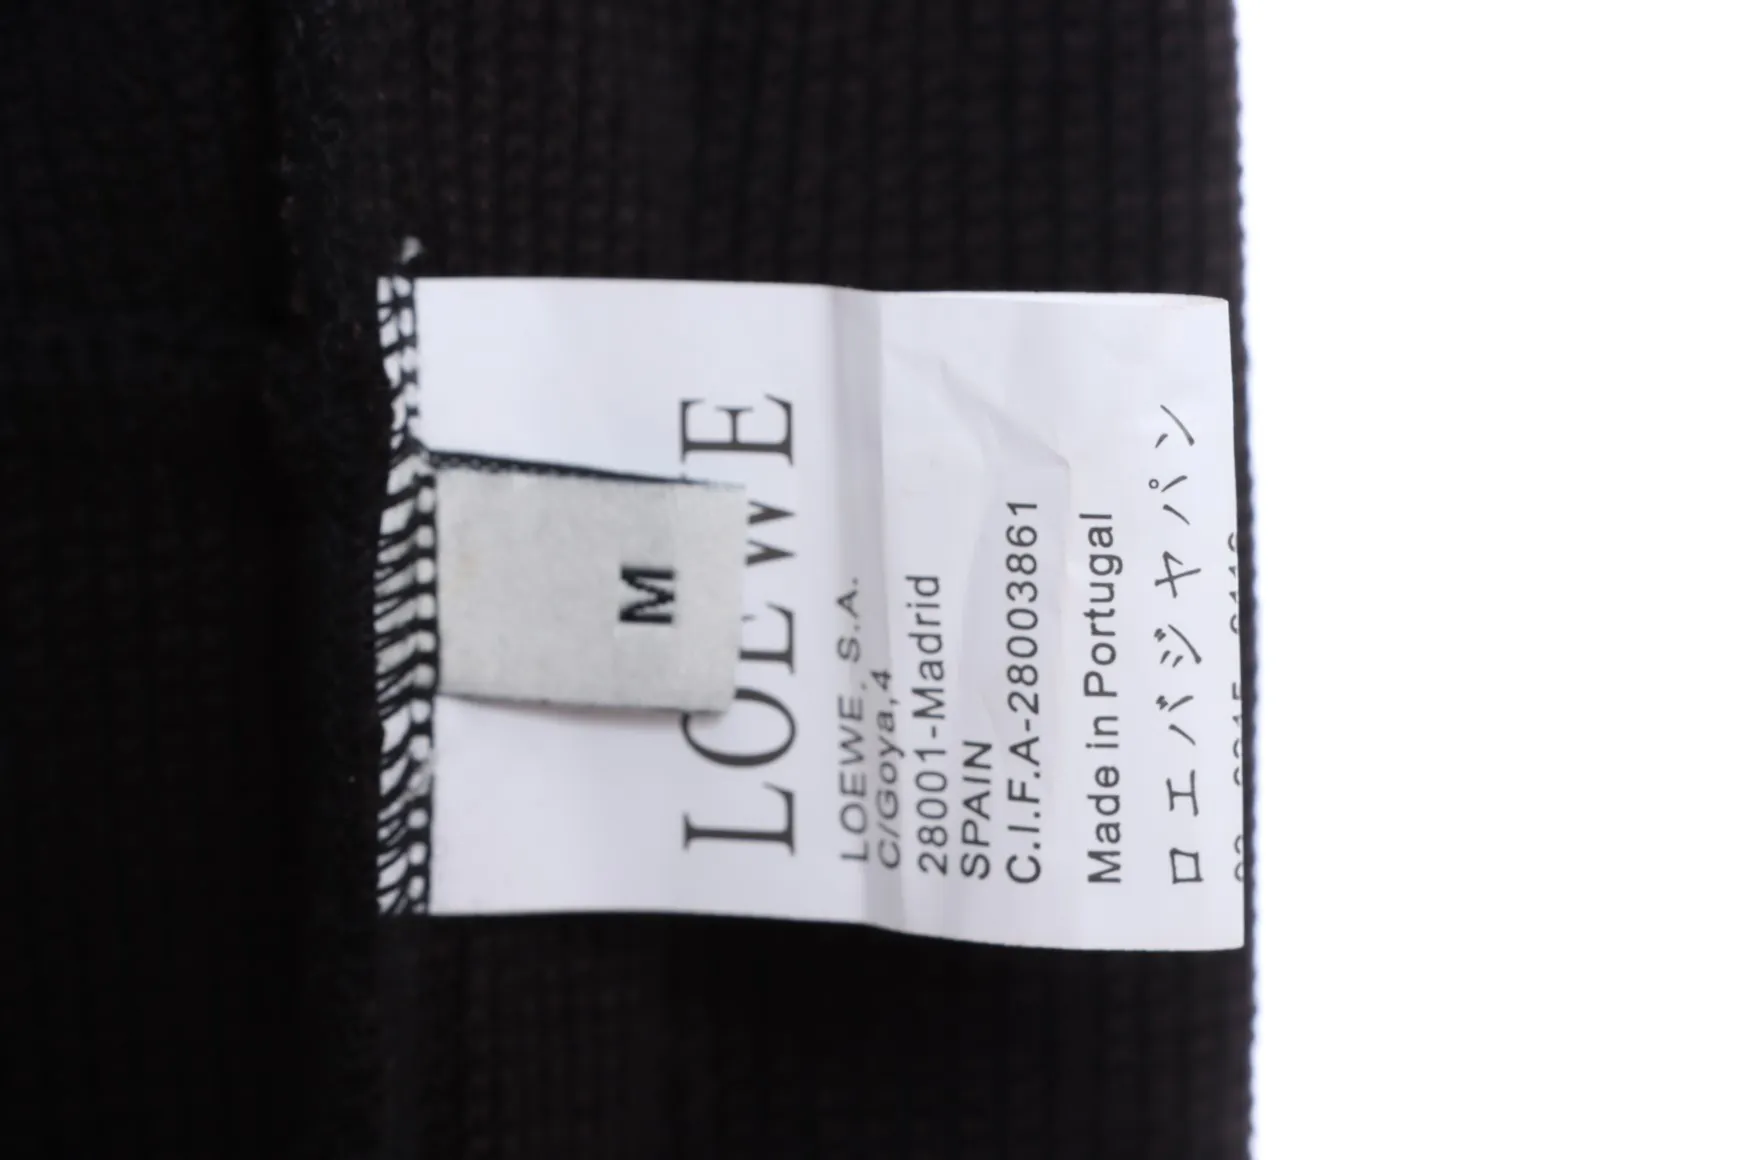 M
LOEWE
LOEWE, S.A.
C/Goya,4
28001-Madrid
SPAIN
C.I.F.A-28003861
Made in Portugal
ロエバジャパン